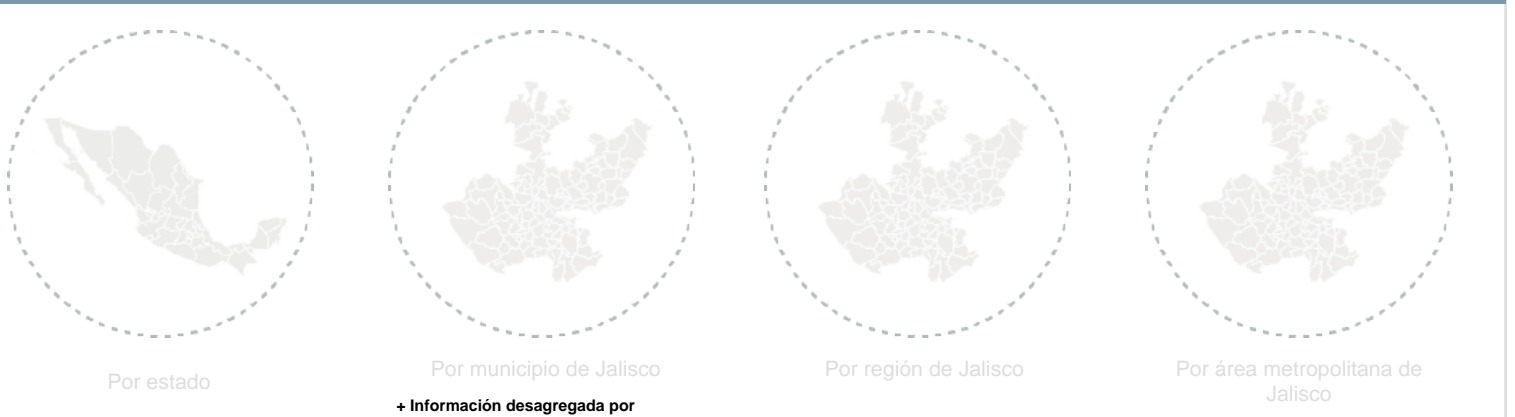 Por estado
Por municipio de Jalisco
Por región de Jalisco
Por área metropolitana de
Jalisco
+ Información desagregada por